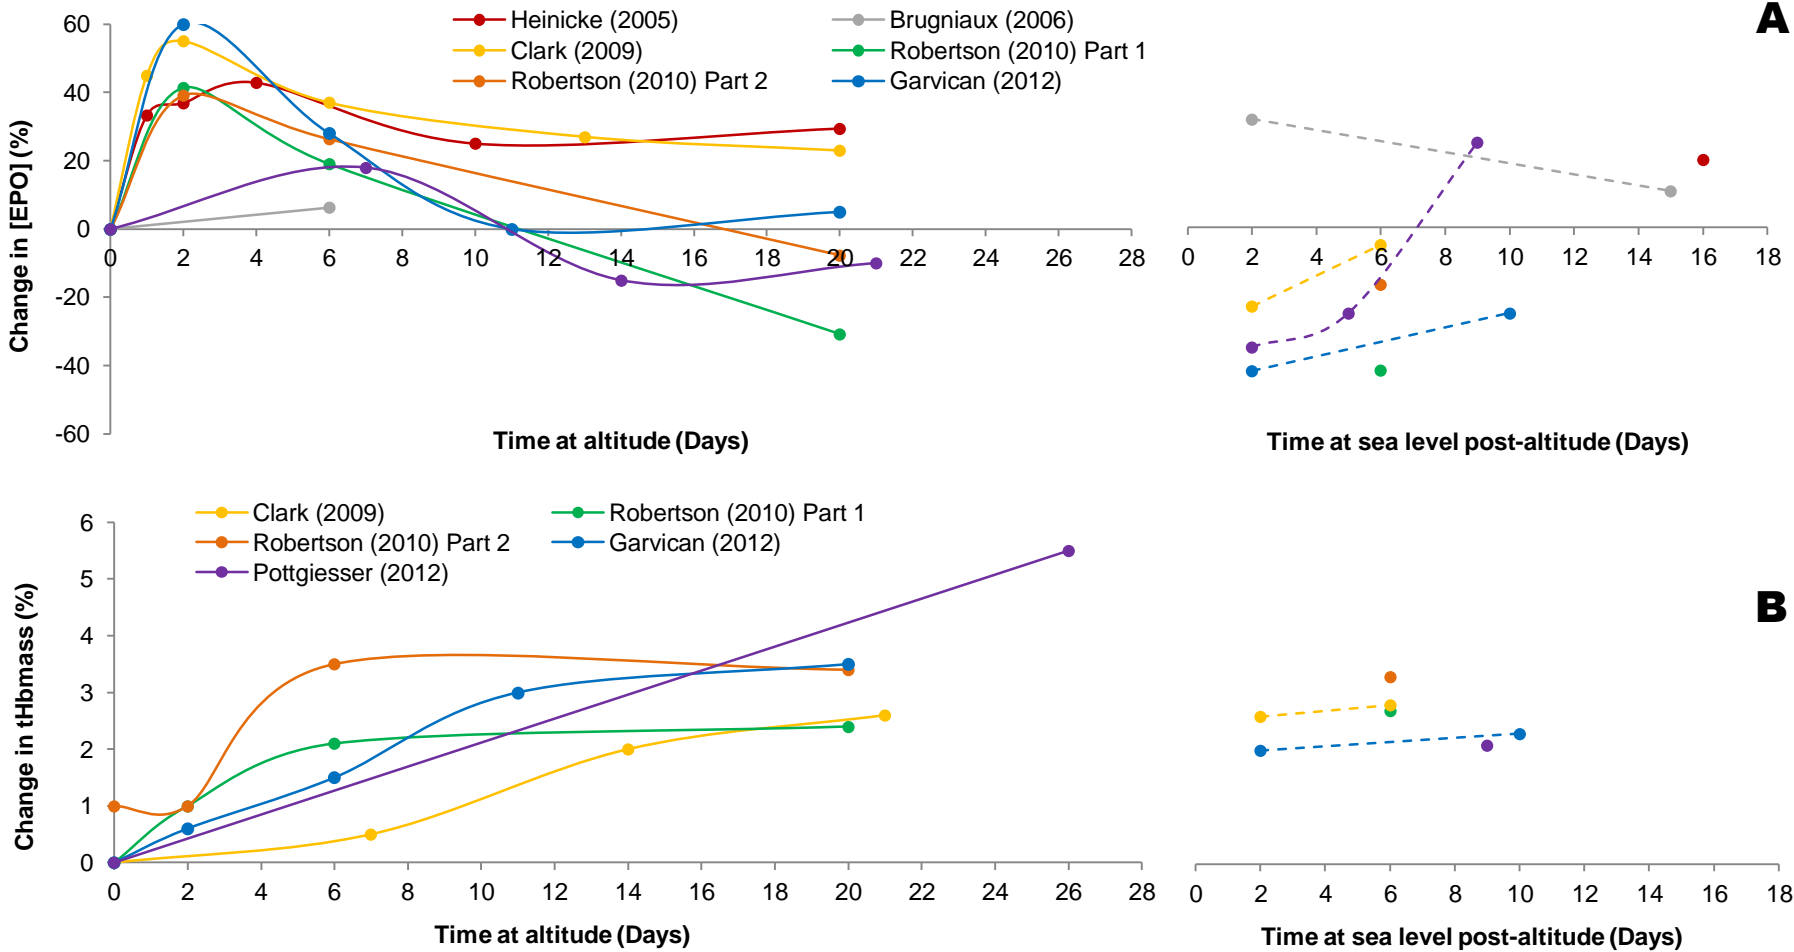 A
Heinicke (2005) Brugniaux (2006)
Clark (2009) Robertson (2010) Part 1
Robertson (2010) Part 2 Garvican (2012)
Change in [EPO] (%)
60
40
20
0
-20
-40
-60
0 2 4 6 8 10 12 14 16 18 20 22 24 26 28
Time at altitude (Days)
0 2 4 6 8 10 12 14 16 18
Time at sea level post-altitude (Days)
B
Clark (2009) Robertson (2010) Part 1
Robertson (2010) Part 2 Garvican (2012)
Pottgiesser (2012)
Change in tHbmass (%)
6
5
4
3
2
1
0
0 2 4 6 8 10 12 14 16 18 20 22 24 26 28
Time at altitude (Days)
0 2 4 6 8 10 12 14 16 18
Time at sea level post-altitude (Days)